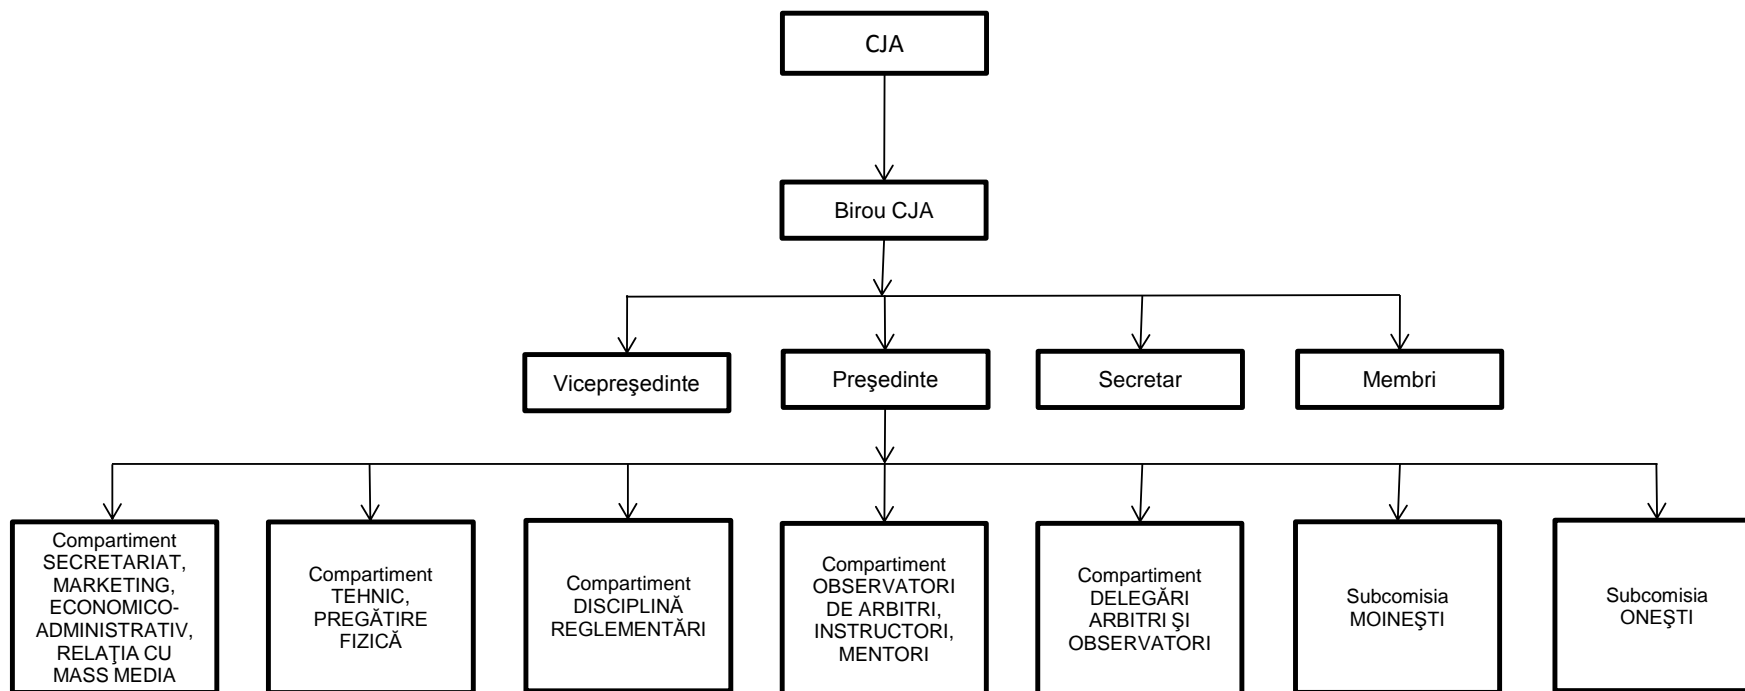 CJA
Birou CJA
Vicepreşedinte
Preşedinte
Secretar
Membri
Compartiment
SECRETARIAT,
MARKETING,
ECONOMICO-
ADMINISTRATIV,
RELAŢIA CU
MASS MEDIA
Compartiment
TEHNIC,
PREGĂTIRE
FIZICĂ
Compartiment
DISCIPLINĂ
REGLEMENTĂRI
Compartiment
OBSERVATORI
DE ARBITRI,
INSTRUCTORI,
MENTORI
Compartiment
DELEGĂRI
ARBITRI ŞI
OBSERVATORI
Subcomisia
MOINEŞTI
Subcomisia
ONEŞTI